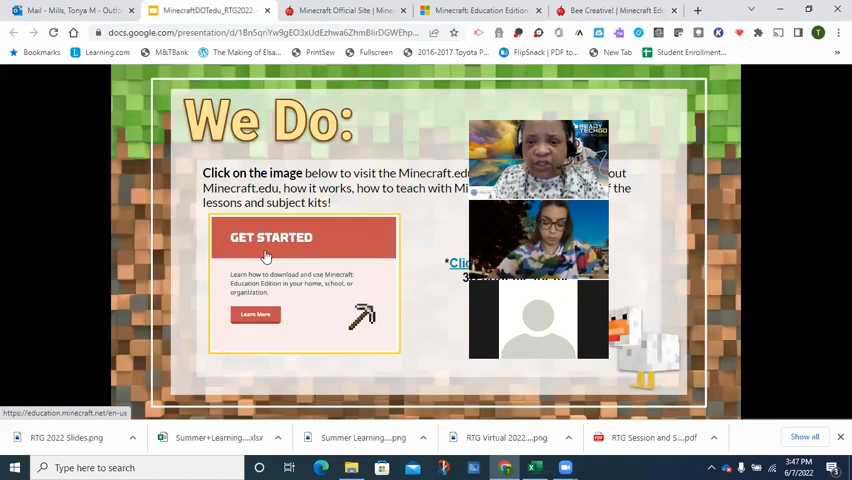 Mail - Mills, Tonya M - Outlo
MinecraftDOTedu_RTG2022 -
Minecraft Official Site | Minec
Minecraft: Education Edition
Bee Creative! | Minecraft Edu
docs.google.com/presentation/d/
Bookmarks
Learning.com
M&TBank
The Making of Elsa...
PrintSew
Fullscreen
2016-2017 Toyota P...
FlipSnack | PDF to...
New Tab
Student Enrollment...
We Do:
Click on the image below to visit the Minecraft.edu
out
Minecraft.edu, how it works, how to teach with Mi
of the
lessons and subject kits!
READY
TECHGO
GET STARTED
*Clic
Learn how to download and use Minecraft:
Education Edition in your home, school, or
organization.
Learn More
https://education.minecraft.net/en-us
RTG 2022 Slides.png
Summer+Learning....xlsx
Summer Learning....png
RTG Virtual 2022....png
RTG Session and S....pdf
Show all
Type here to search
3:47 PM
6/7/2022